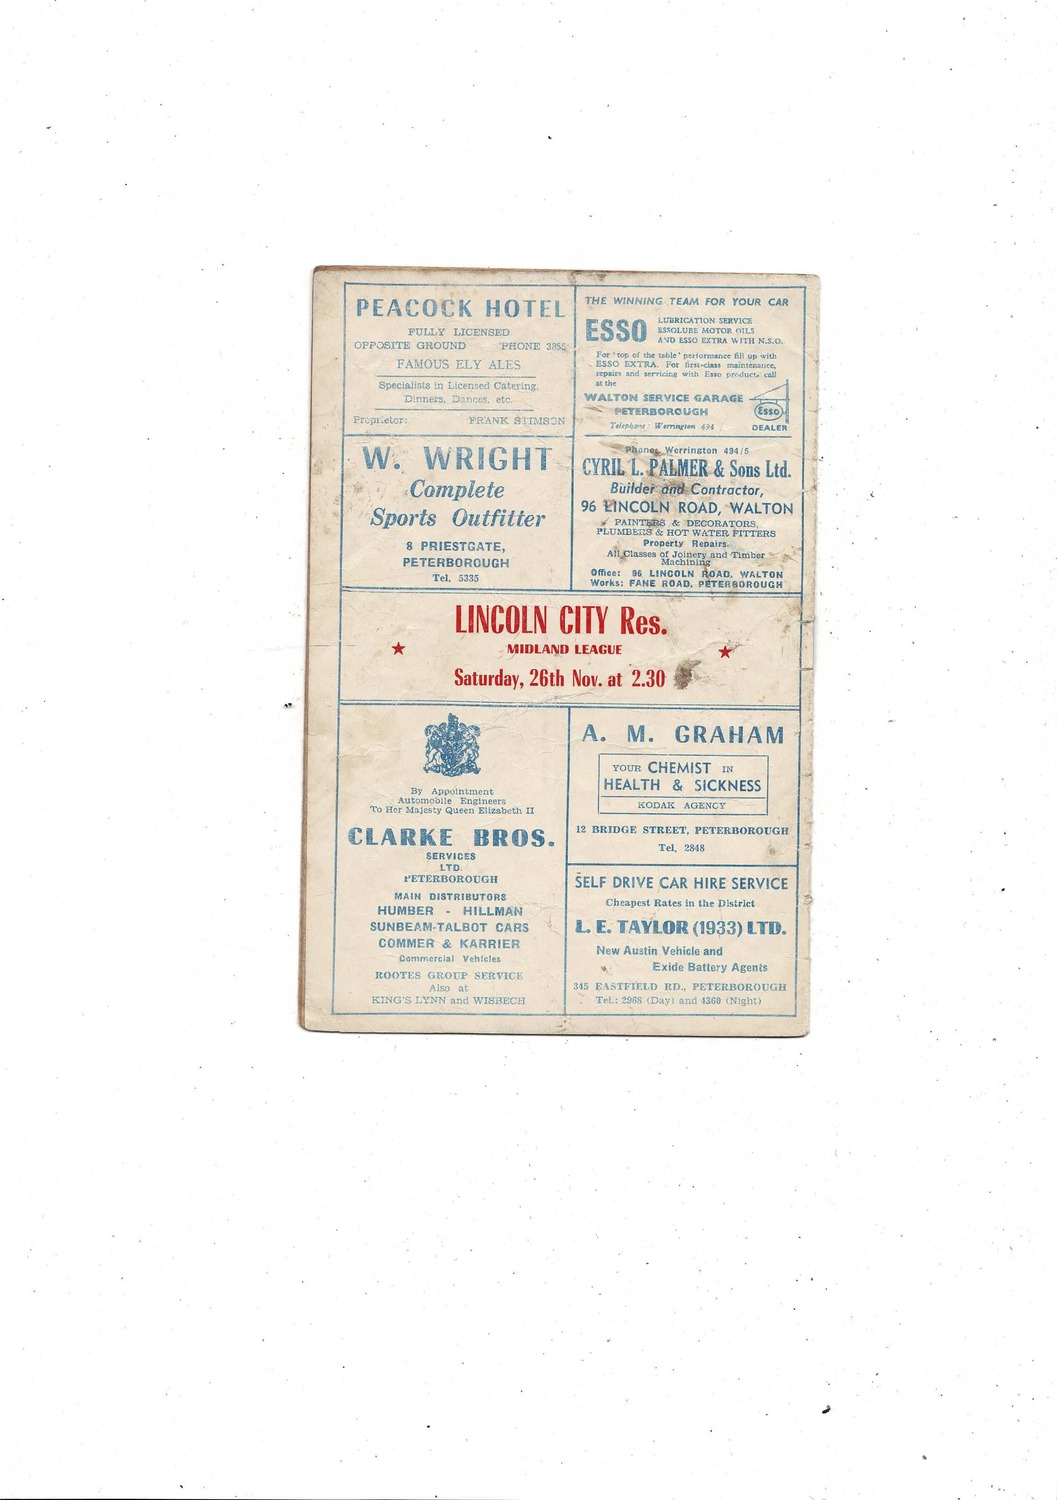 PEACOCK HOTEL
FULLY LICENSED
OPPOSITE GROUND 'PHONE 3855
FAMOUS ELY ALES
Specialists in Licensed Catering.
Dinners, Dances, etc.
Proprietor: FRANK STIMSON
THE WINNING TEAM FOR YOUR CAR
ESSO
LUBRICATION SERVICE
ESSOLUBE MOTOR OILS
AND ESSO EXTRA WITH N.S.O.
For 'top of the table' performance fill up with
ESSO EXTRA. For first-class maintenance,
repairs and servicing with Esso products call
at the
WALTON SERVICE GARAGE
PETERBOROUGH
Telephone: Werrington 494
Esso
DEALER
W. WRIGHT
Complete
Sports Outfitter
8 PRIESTGATE,
PETERBOROUGH
Tel. 5335
Phone: Werrington 494/5
CYRIL L. PALMER & Sons Ltd.
Builder and Contractor,
96 LINCOLN ROAD, WALTON
PAINTERS & DECORATORS,
PLUMBERS & HOT WATER FITTERS
Property Repairs.
All Classes of Joinery and Timber
Machining
Office: 96 LINCOLN ROAD, WALTON
Works: FANE ROAD, PETERBOROUGH
LINCOLN CITY Res.
MIDLAND LEAGUE
Saturday, 26th Nov. at 2.30
By Appointment
Automobile Engineers
To Her Majesty Queen Elizabeth II
CLARKE BROS.
SERVICES
LTD.
PETERBOROUGH
MAIN DISTRIBUTORS
HUMBER - HILLMAN
SUNBEAM-TALBOT CARS
COMMER & KARRIER
Commercial Vehicles
ROOTES GROUP SERVICE
Also at
KING'S LYNN and WISBECH
A. M. GRAHAM
YOUR CHEMIST IN
HEALTH & SICKNESS
KODAK AGENCY
12 BRIDGE STREET, PETERBOROUGH
Tel. 2848
SELF DRIVE CAR HIRE SERVICE
Cheapest Rates in the District
L. E. TAYLOR (1933) LTD.
New Austin Vehicle and
Exide Battery Agents
345 EASTFIELD RD., PETERBOROUGH
Tel.: 2968 (Day) and 4360 (Night)